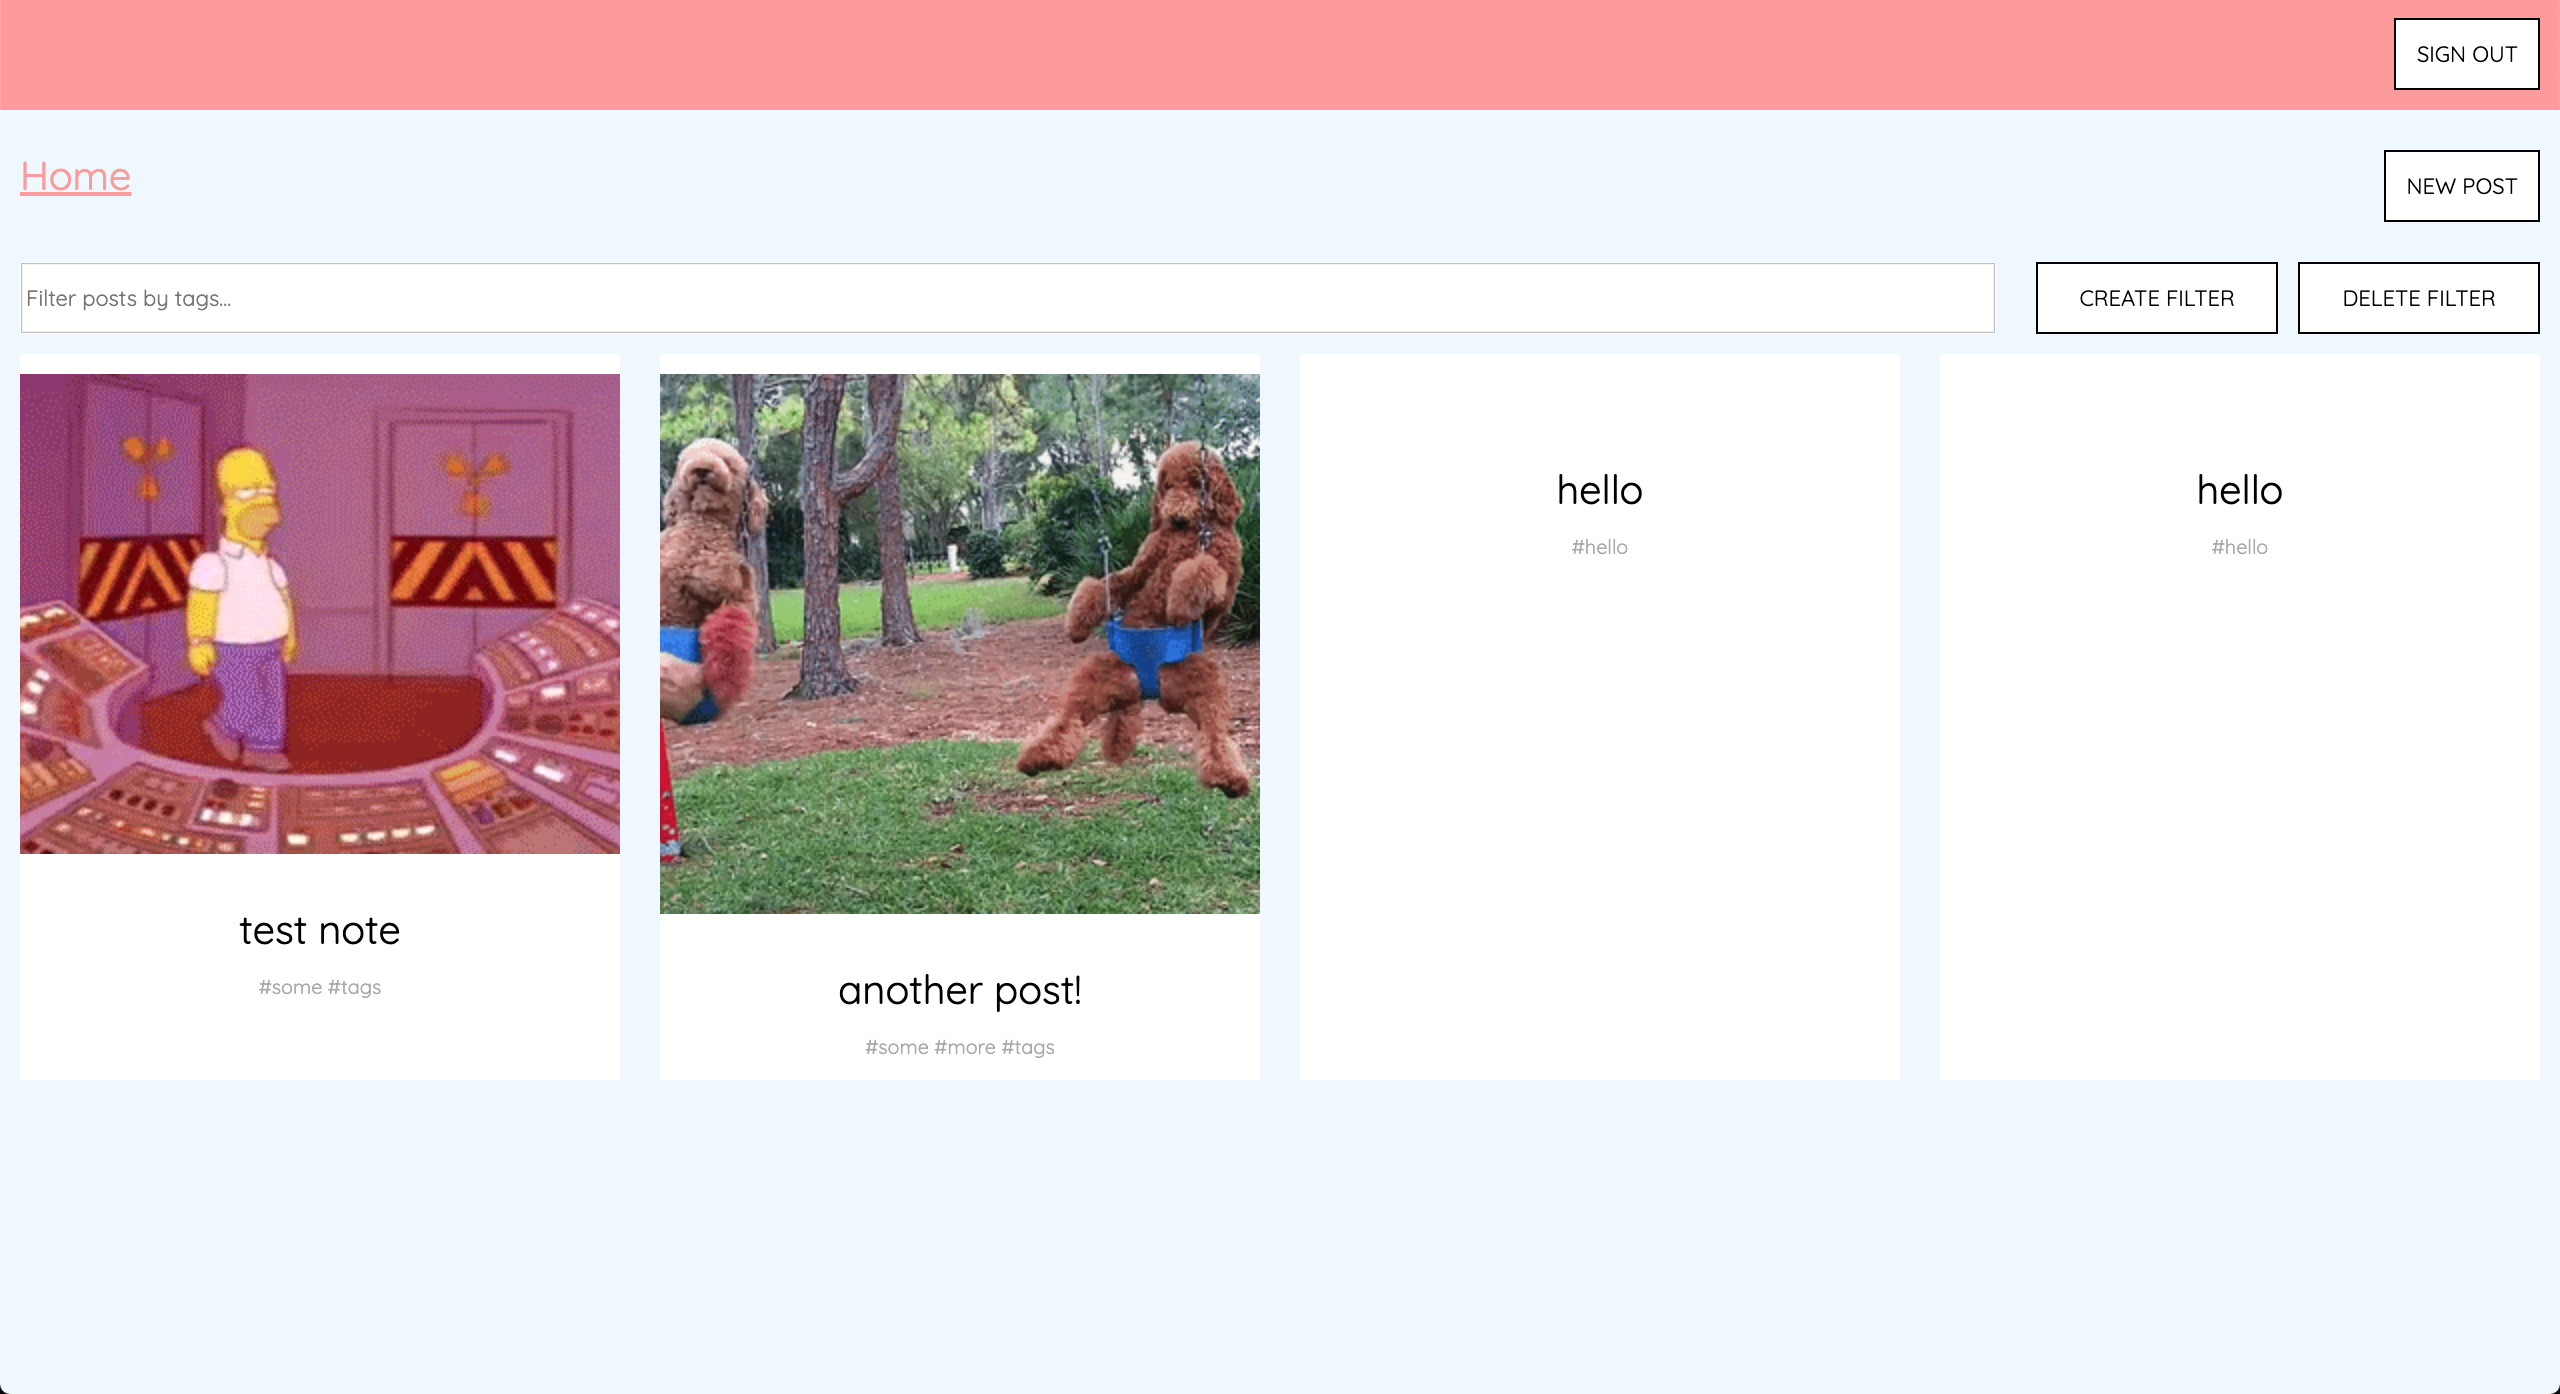 SIGN OUT
Home
NEW POST
Filter posts by tags...
CREATE FILTER
DELETE FILTER
test note
#some #tags
another post!
#some #more #tags
hello
#hello
hello
#hello